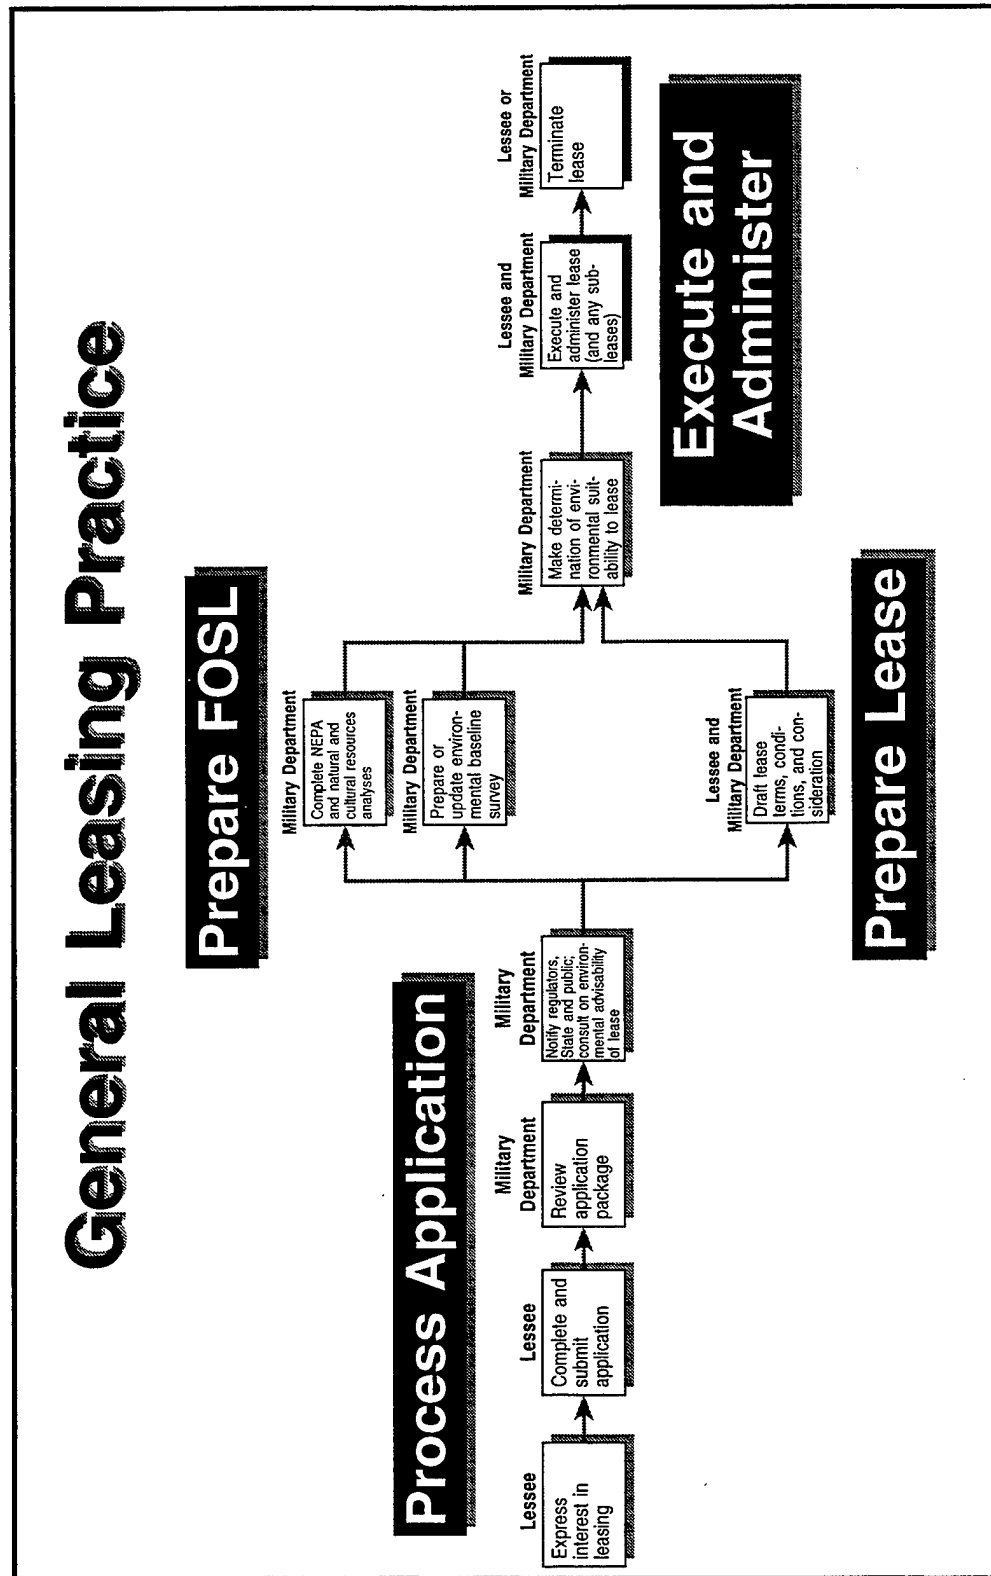 General Leasing Practice
Process Application
Lessee
Express
interest in
leasing
Lessee
Complete and
submit
application
Military
Department
Review
application
package
Military
Department
Notify regulators,
State and public;
consult on environ-
mental advisability
of lease
Prepare FOSL
Military Department
Complete NEPA
and natural and
cultural resources
analyses
Military Department
Prepare or
update environ-
mental baseline
survey
Prepare Lease
Lessee and
Military Department
Draft lease
terms, condi-
tions, and con-
sideration
Military Department
Make determi-
nation of envi-
ronmental suit-
ability to lease
Execute and
Administer
Lessee and
Military Department
Execute and
administer lease
(and any sub-
leases)
Lessee or
Military Department
Terminate
lease